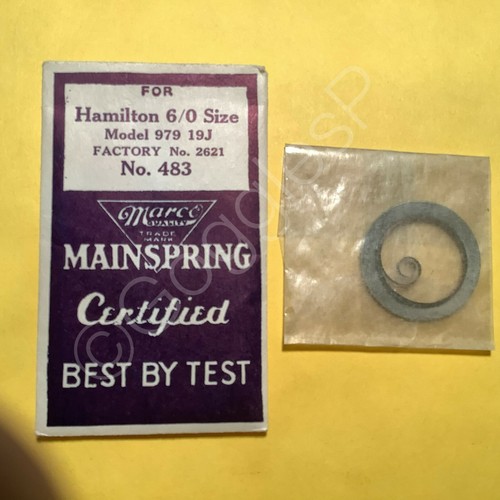 FOR
Hamilton 6/0 Size
Model 979 19J
FACTORY No. 2621
No. 483
Marco
QUALITY
TRADE
MARK
MAINSPRING
Certified
BEST BY TEST
©GogglesP